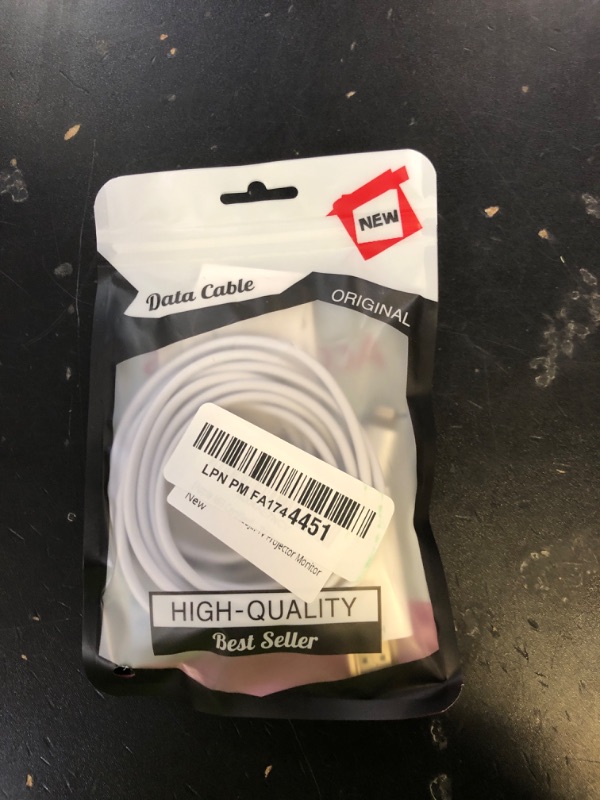 NEW
Data Cable
ORIGINAL
LPN PM FA1744451
New
Projector Monitor
HIGH-QUALITY
Best Seller